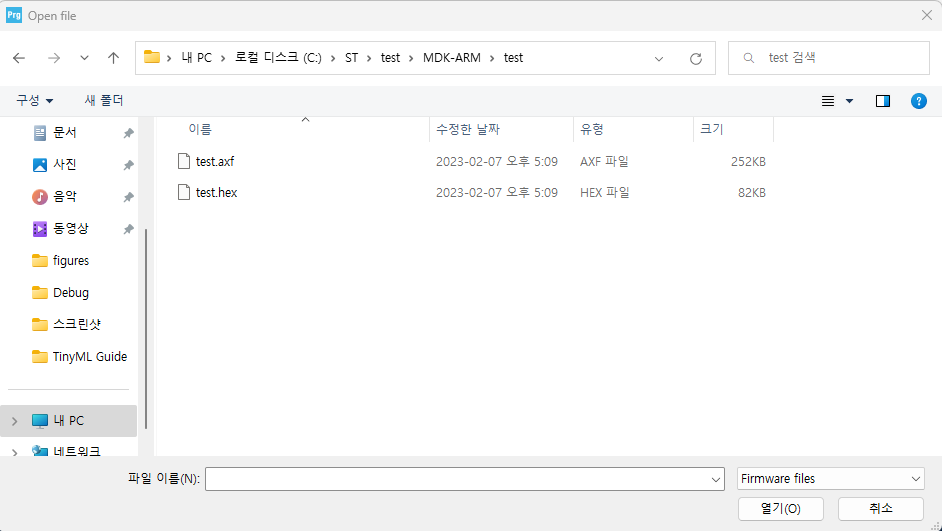 Prg Open file
내 PC > 로컬 디스크 (C:) > ST > test > MDK-ARM > test
test 검색
구성
새 폴더
이름 수정한 날짜 유형 크기
test.axf 2023-02-07 오후 5:09 AXF 파일 252KB
test.hex 2023-02-07 오후 5:09 HEX 파일 82KB
문서
사진
음악
동영상
figures
Debug
스크린샷
TinyML Guide
내 PC
네트워크
파일 이름(N):
Firmware files
열기(O) 취소